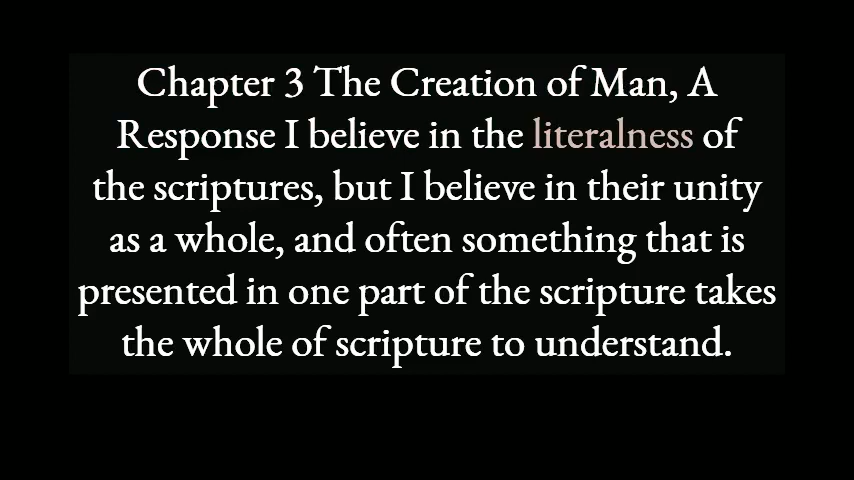 Chapter 3 The Creation of Man, A
Response I believe in the literalness of
the scriptures, but I believe in their unity
as a whole, and often something that is
presented in one part of the scripture takes
the whole of scripture to understand.